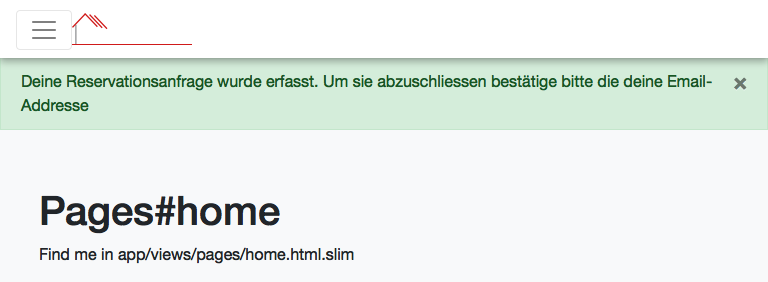 Deine Reservationsanfrage wurde erfasst. Um sie abzuschliessen bestätige bitte die deine Email-
Addresse
×
Pages#home
Find me in app/views/pages/home.html.slim